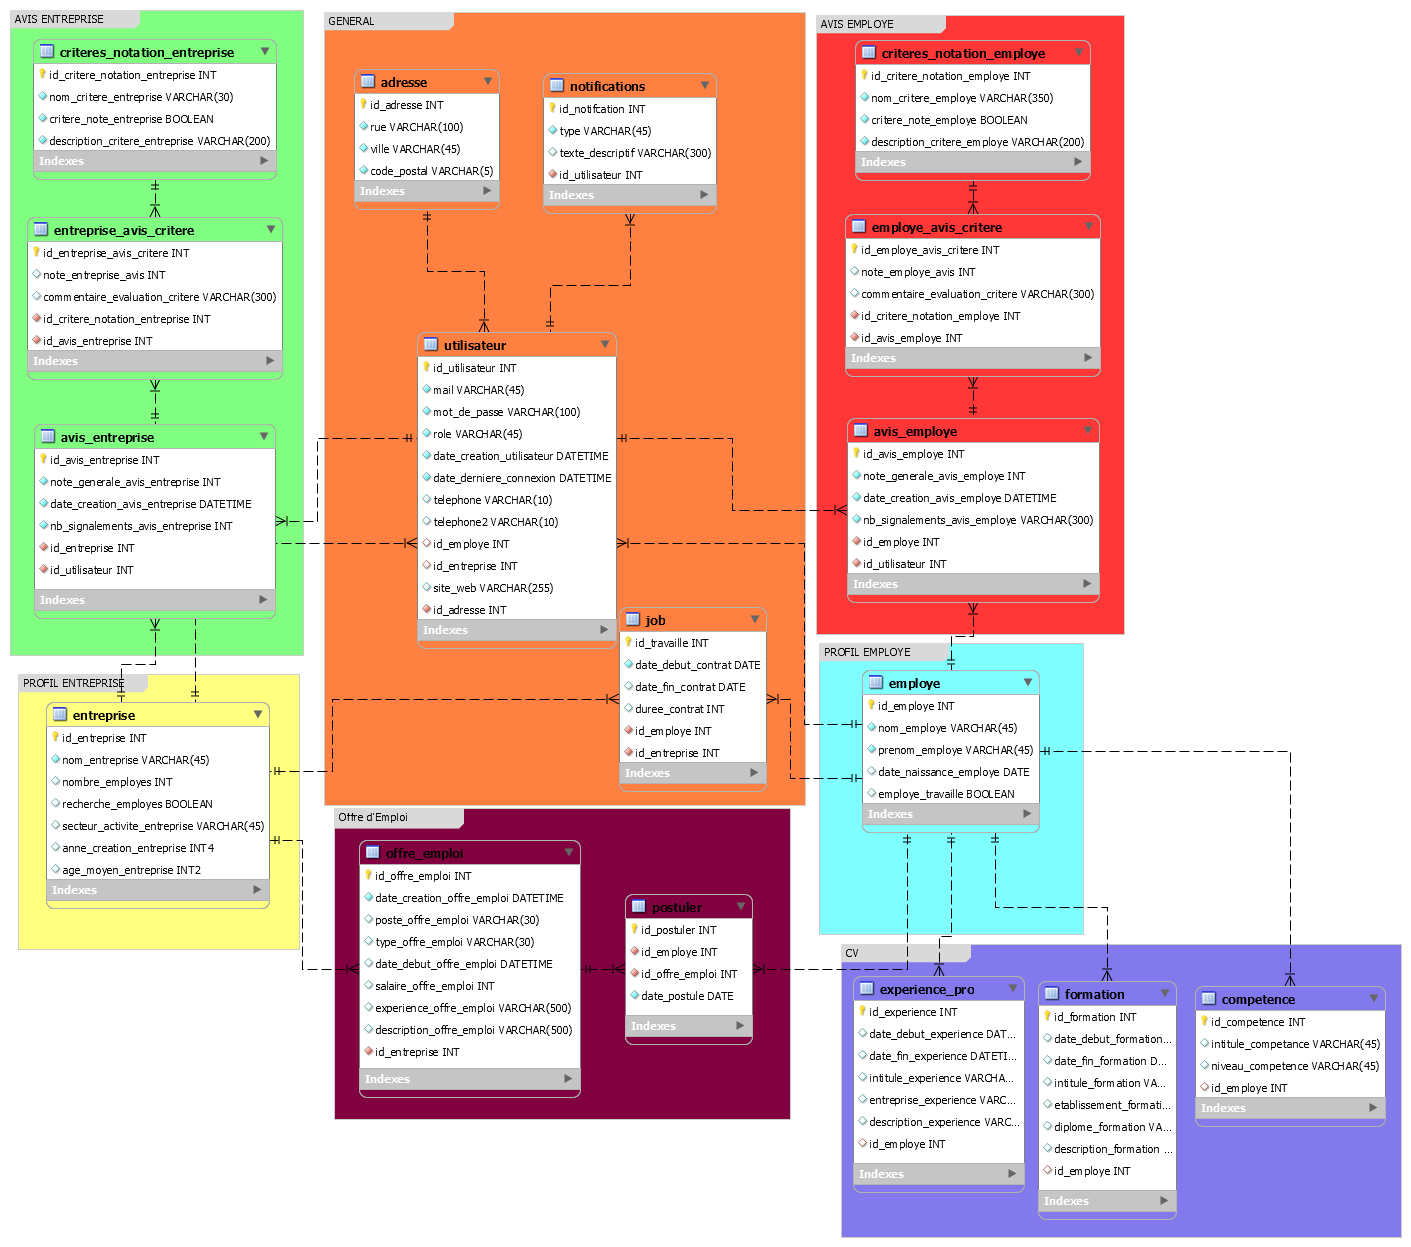 AVIS ENTREPRISE
criteres_notation_entreprise
id_critere_notation_entreprise INT
nom_critere_entreprise VARCHAR(30)
critere_note_entreprise BOOLEAN
description_critere_entreprise VARCHAR(200)
Indexes
entreprise_avis_critere
id_entreprise_avis_critere INT
note_entreprise_avis INT
commentaire_evaluation_critere VARCHAR(300)
id_critere_notation_entreprise INT
id_avis_entreprise INT
Indexes
avis_entreprise
id_avis_entreprise INT
note_generale_avis_entreprise INT
date_creation_avis_entreprise DATETIME
nb_signalements_avis_entreprise INT
id_entreprise INT
id_utilisateur INT
Indexes
PROFIL ENTREPRISE
entreprise
id_entreprise INT
nom_entreprise VARCHAR(45)
nombre_employes INT
recherche_employes BOOLEAN
secteur_activite_entreprise VARCHAR(45)
anne_creation_entreprise INT4
age_moyen_entreprise INT2
Indexes
GENERAL
adresse
id_adresse INT
rue VARCHAR(100)
ville VARCHAR(45)
code_postal VARCHAR(5)
Indexes
notifications
id_notifcation INT
type VARCHAR(45)
texte_descriptif VARCHAR(300)
id_utilisateur INT
Indexes
utilisateur
id_utilisateur INT
mail VARCHAR(45)
mot_de_passe VARCHAR(100)
role VARCHAR(45)
date_creation_utilisateur DATETIME
date_derniere_connexion DATETIME
telephone VARCHAR(10)
telephone2 VARCHAR(10)
id_employe INT
id_entreprise INT
site_web VARCHAR(255)
id_adresse INT
Indexes
job
id_travaille INT
date_debut_contrat DATE
date_fin_contrat DATE
duree_contrat INT
id_employe INT
id_entreprise INT
Indexes
Offre d'Emploi
offre_emploi
id_offre_emploi INT
date_creation_offre_emploi DATETIME
poste_offre_emploi VARCHAR(30)
type_offre_emploi VARCHAR(30)
date_debut_offre_emploi DATETIME
salaire_offre_emploi INT
experience_offre_emploi VARCHAR(500)
description_offre_emploi VARCHAR(500)
id_entreprise INT
Indexes
postuler
id_postuler INT
id_employe INT
id_offre_emploi INT
date_postule DATE
Indexes
AVIS EMPLOYE
criteres_notation_employe
id_critere_notation_employe INT
nom_critere_employe VARCHAR(350)
critere_note_employe BOOLEAN
description_critere_employe VARCHAR(200)
Indexes
employe_avis_critere
id_employe_avis_critere INT
note_employe_avis INT
commentaire_evaluation_critere VARCHAR(300)
id_critere_notation_employe INT
id_avis_employe INT
Indexes
avis_employe
id_avis_employe INT
note_generale_avis_employe INT
date_creation_avis_employe DATETIME
nb_signalements_avis_employe VARCHAR(300)
id_employe INT
id_utilisateur INT
Indexes
PROFIL EMPLOYE
employe
id_employe INT
nom_employe VARCHAR(45)
prenom_employe VARCHAR(45)
date_naissance_employe DATE
employe_travaille BOOLEAN
Indexes
CV
experience_pro
id_experience INT
date_debut_experience DAT...
date_fin_experience DATETI...
intitule_experience VARCHA...
entreprise_experience VARC...
description_experience VARC...
id_employe INT
Indexes
formation
id_formation INT
date_debut_formation...
date_fin_formation D...
intitule_formation VA...
etablissement_formati...
diplome_formation VA...
description_formation ...
id_employe INT
Indexes
competence
id_competence INT
intitule_competance VARCHAR(45)
niveau_competence VARCHAR(45)
id_employe INT
Indexes